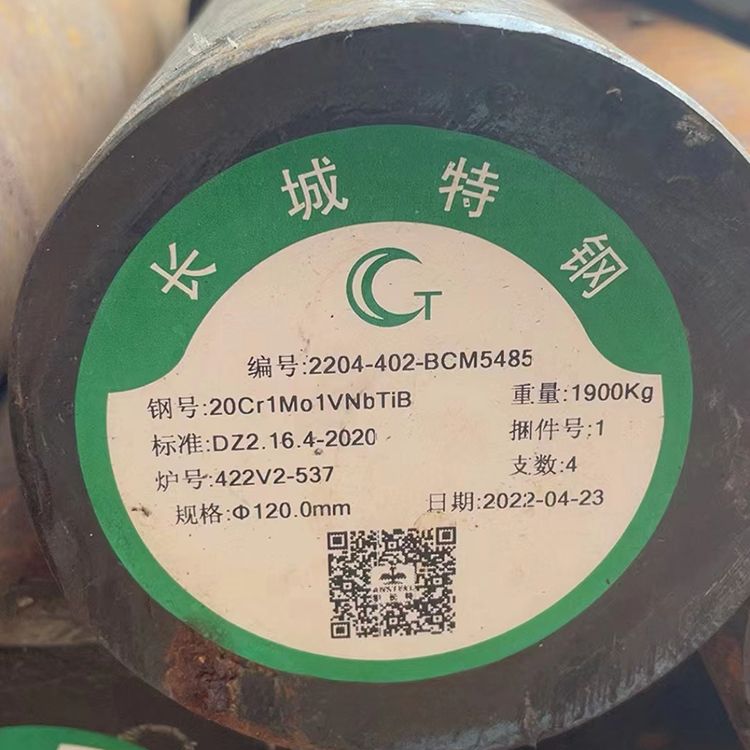 长城特钢
GT
编号:2204-402-BCM5485
钢号:20Cr1Mo1VNbTiB
重量:1900Kg
标准:DZ2.16.4-2020
捆件号:1
炉号:422V2-537
支数:4
规格:Φ120.0mm
日期:2022-04-23
ANSTEEL